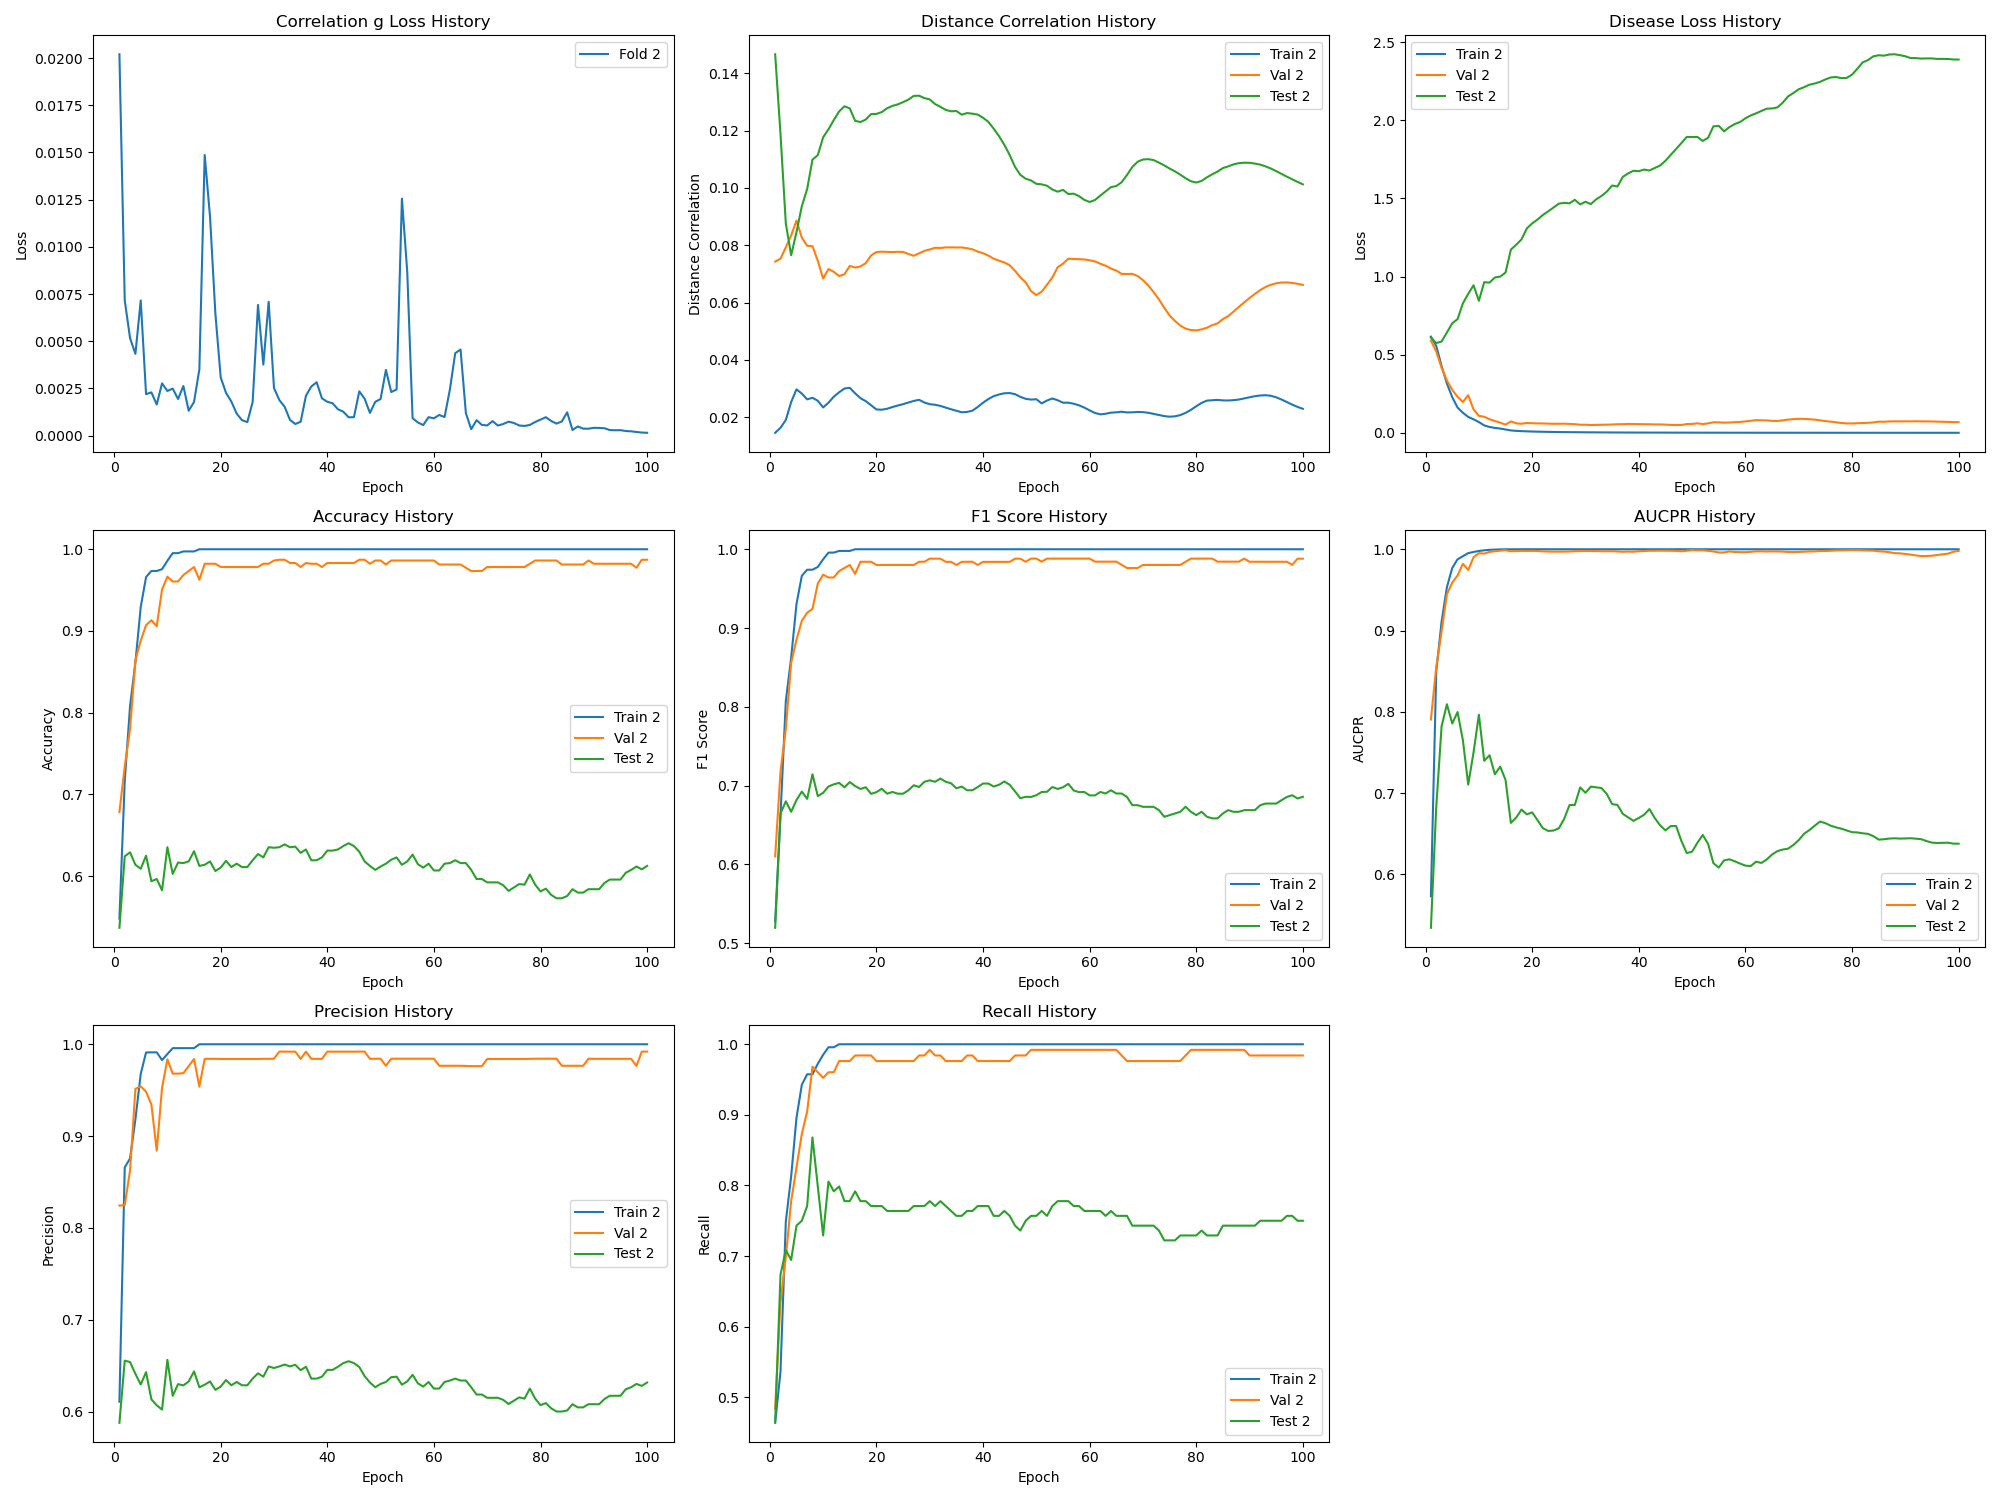 Correlation g Loss History
Loss
0.0200
0.0175
0.0150
0.0125
0.0100
0.0075
0.0050
0.0025
0.0000
Fold 2
0 20 40 60 80 100
Epoch
Distance Correlation History
Distance Correlation
0.14
0.12
0.10
0.08
0.06
0.04
0.02
Train 2
Val 2
Test 2
0 20 40 60 80 100
Epoch
Disease Loss History
Loss
2.5
2.0
1.5
1.0
0.5
0.0
Train 2
Val 2
Test 2
0 20 40 60 80 100
Epoch
Accuracy History
Accuracy
1.0
0.9
0.8
0.7
0.6
Train 2
Val 2
Test 2
0 20 40 60 80 100
Epoch
F1 Score History
F1 Score
1.0
0.9
0.8
0.7
0.6
0.5
Train 2
Val 2
Test 2
0 20 40 60 80 100
Epoch
AUCPR History
AUCPR
1.0
0.9
0.8
0.7
0.6
Train 2
Val 2
Test 2
0 20 40 60 80 100
Epoch
Precision History
Precision
1.0
0.9
0.8
0.7
0.6
Train 2
Val 2
Test 2
0 20 40 60 80 100
Epoch
Recall History
Recall
1.0
0.9
0.8
0.7
0.6
0.5
Train 2
Val 2
Test 2
0 20 40 60 80 100
Epoch